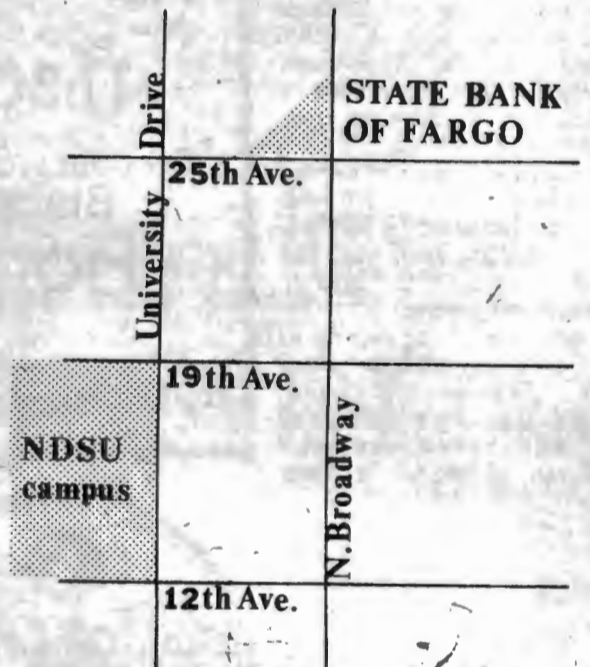 STATE BANK
OF FARGO
University Drive
25th Ave.
19th Ave.
NDSU
campus
N. Broadway
12th Ave.